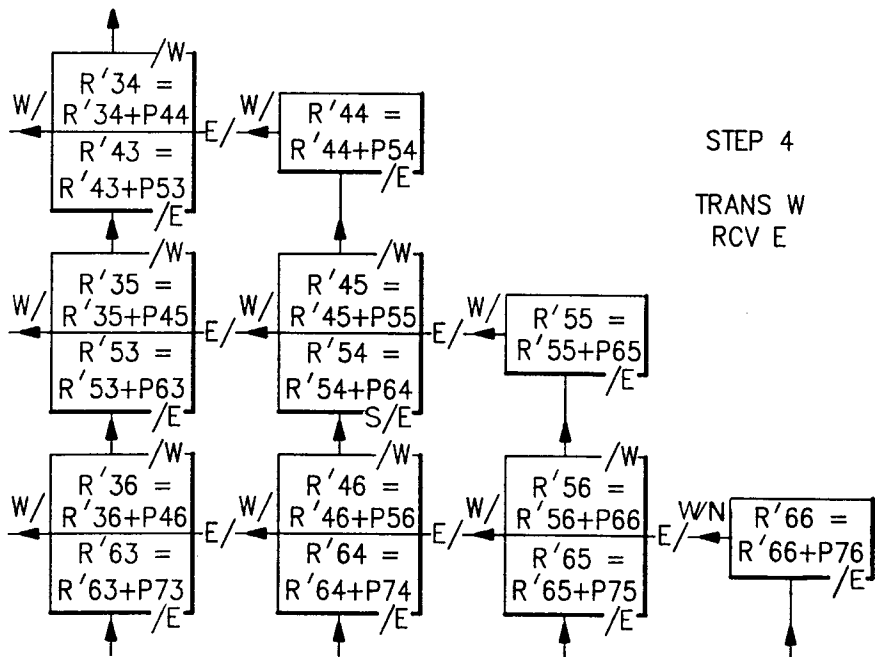 /W
R'34 =
W/
R'34+P44
E/
R'43 =
R'43+P53
/E
W/
R'44 =
R'44+P54
/E
STEP 4
TRANS W
RCV E
/W
R'35 =
W/
R'35+P45
E/
R'53 =
R'53+P63
/E
/W
R'45 =
W/
R'45+P55
E/
R'54 =
R'54+P64
S/E
W/
R'55 =
R'55+P65
/E
/W
R'36 =
W/
R'36+P46
E/
R'63 =
R'63+P73
/E
/W
R'46 =
W/
R'46+P56
E/
R'64 =
R'64+P74
/E
/W
R'56 =
W/
R'56+P66
E/
R'65 =
R'65+P75
/E
W/N
R'66 =
R'66+P76
/E